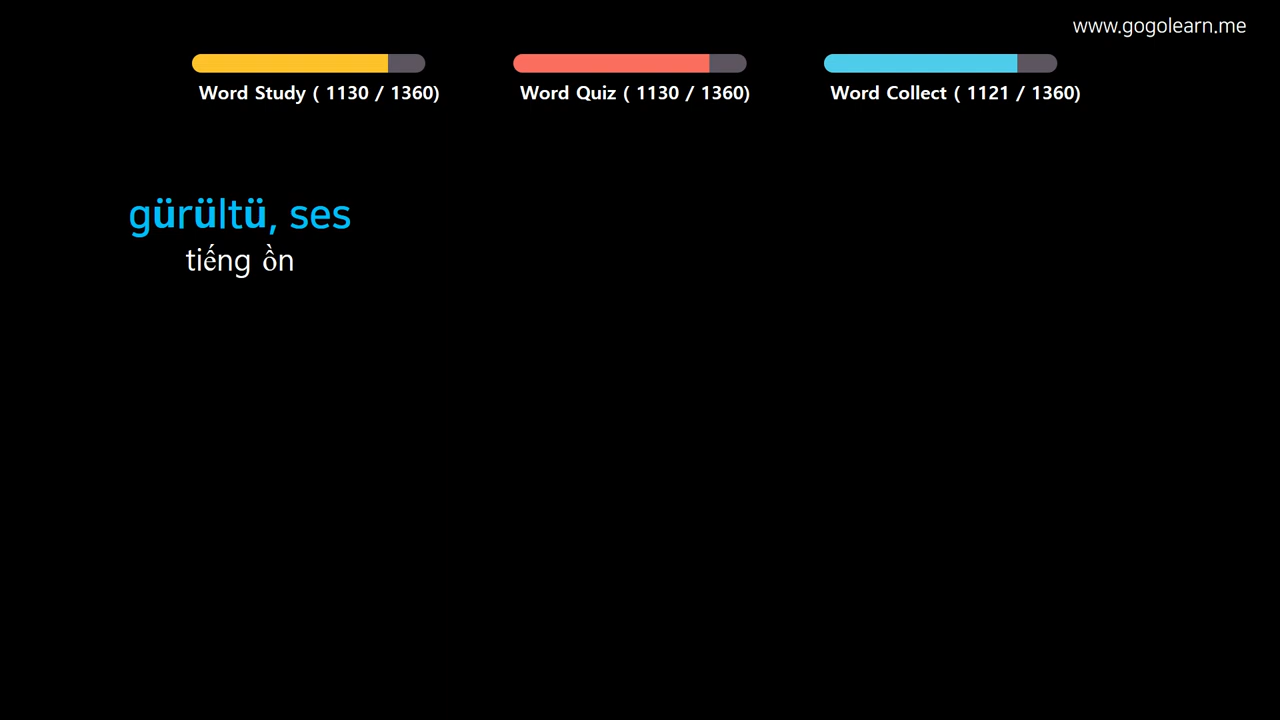 www.gogolearn.me
Word Study ( 1130 / 1360)
Word Quiz ( 1130 / 1360)
Word Collect ( 1121 / 1360)
gürültü, ses
tiếng ồn